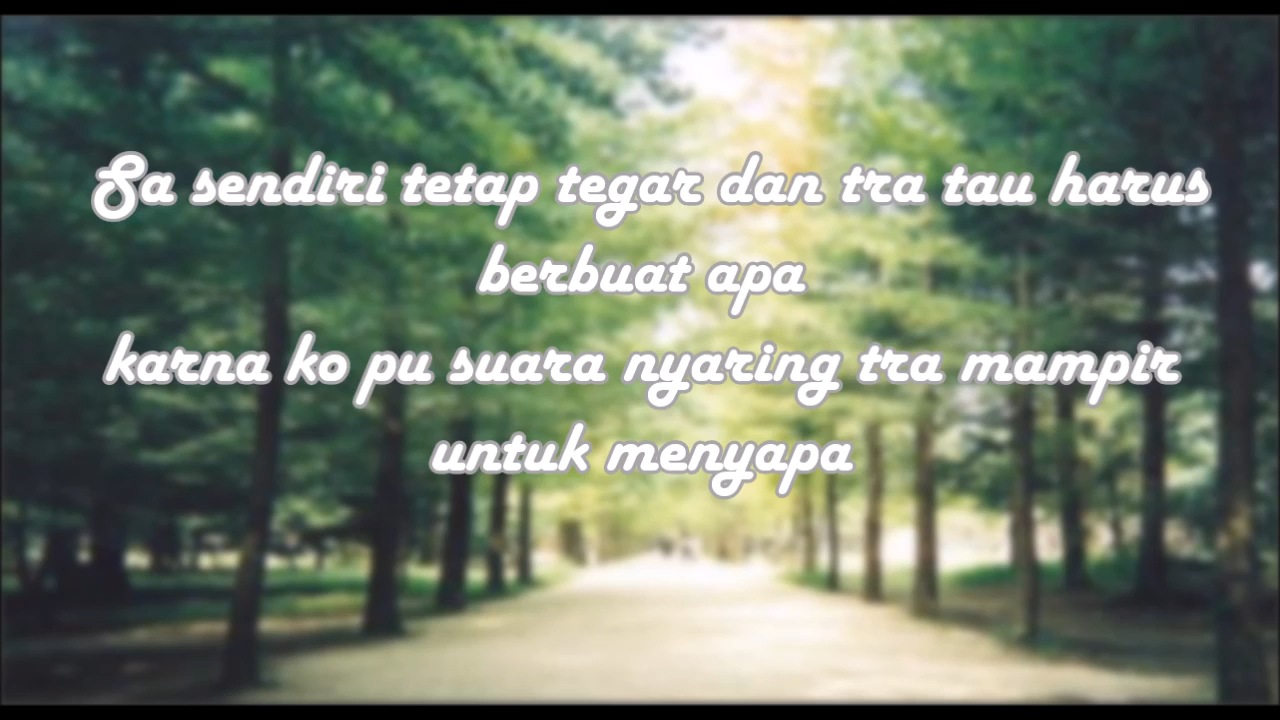 Sa sendiri tetap tegar dan tra tau harus
berbuat apa
karna ko pu suara nyaring tra mampir
untuk menyapa